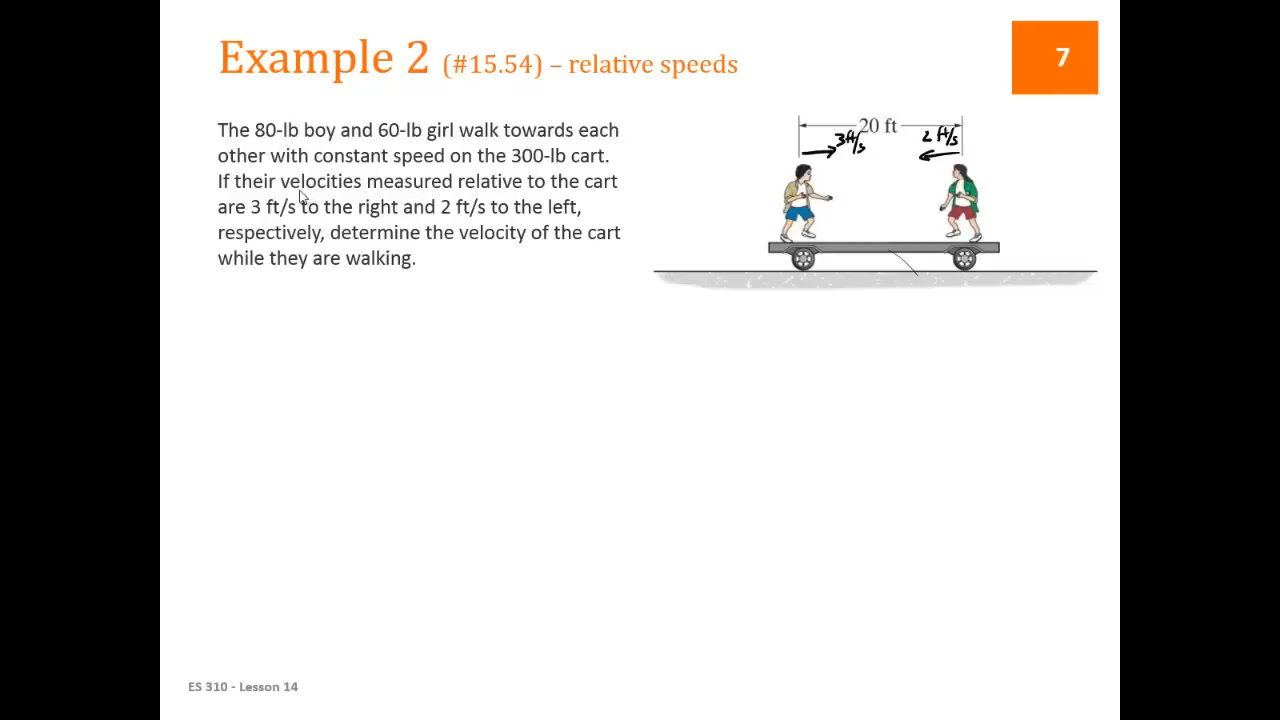 Example 2 (#15.54) – relative speeds
7
The 80-lb boy and 60-lb girl walk towards each
other with constant speed on the 300-lb cart.
If their velocities measured relative to the cart
are 3 ft/s to the right and 2 ft/s to the left,
respectively, determine the velocity of the cart
while they are walking.
20 ft
3ft/s
2 ft/s
ES 310 - Lesson 14